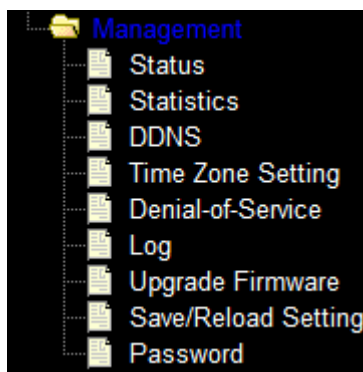 Management
Status
Statistics
DDNS
Time Zone Setting
Denial-of-Service
Log
Upgrade Firmware
Save/Reload Setting
Password